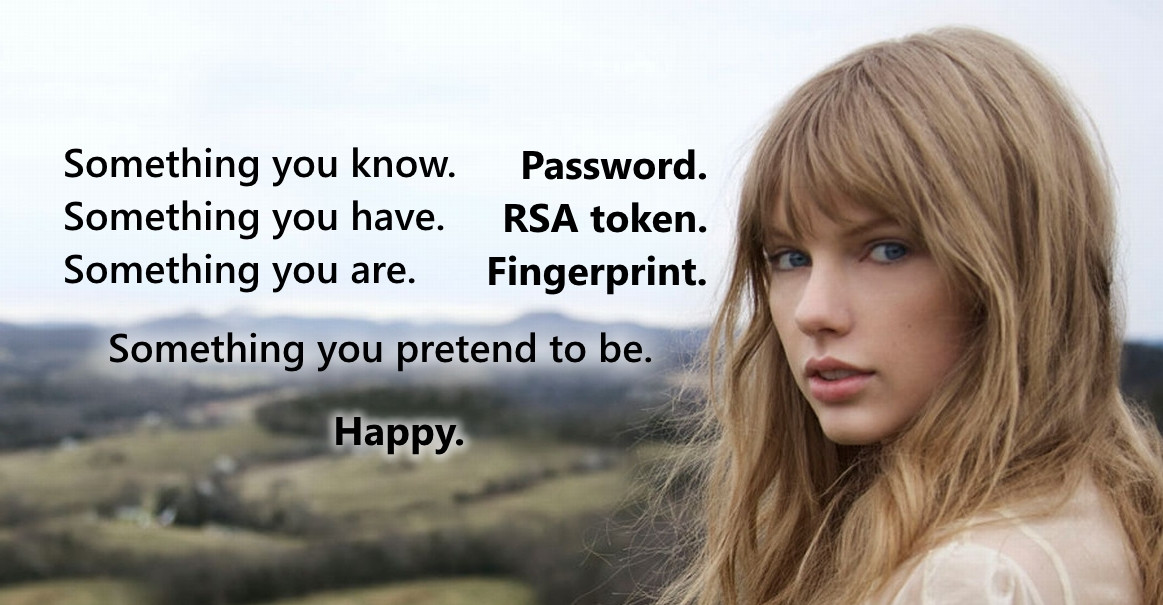 Something you know. Password.
Something you have. RSA token.
Something you are. Fingerprint.
Something you pretend to be.
Happy.